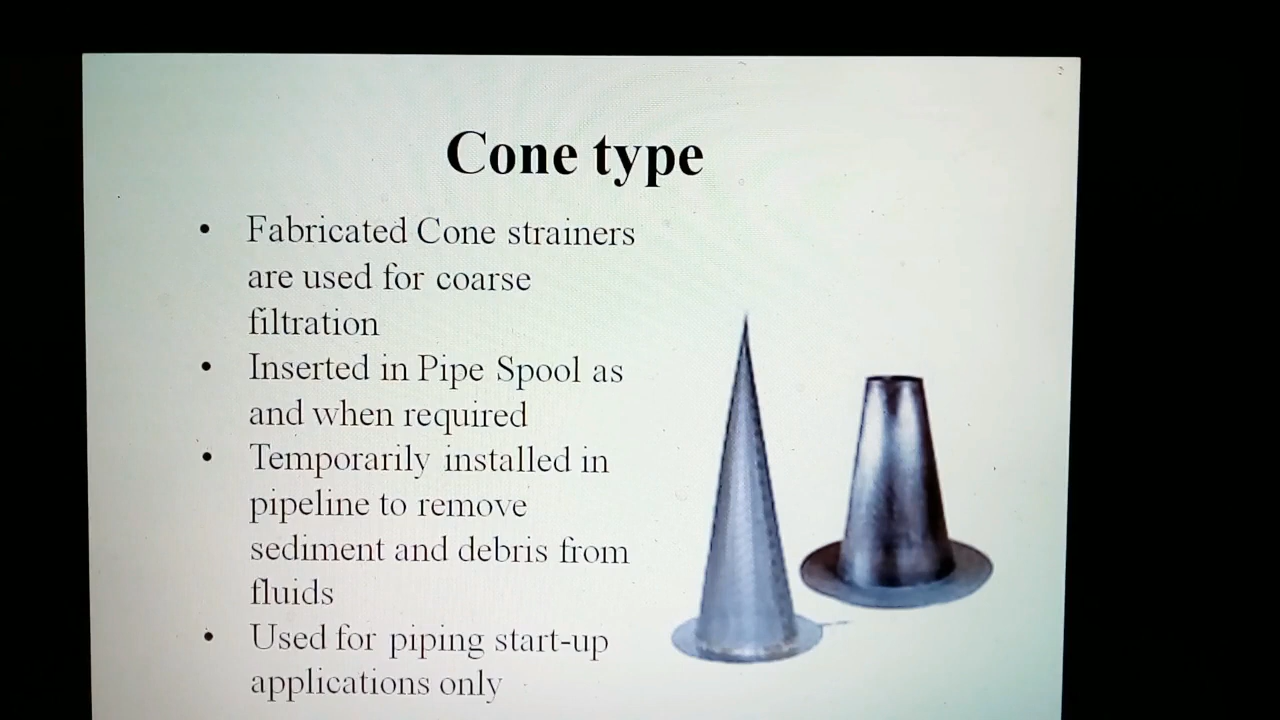 Cone type
• Fabricated Cone strainers
are used for coarse
filtration
• Inserted in Pipe Spool as
and when required
• Temporarily installed in
pipeline to remove
sediment and debris from
fluids
• Used for piping start-up
applications only